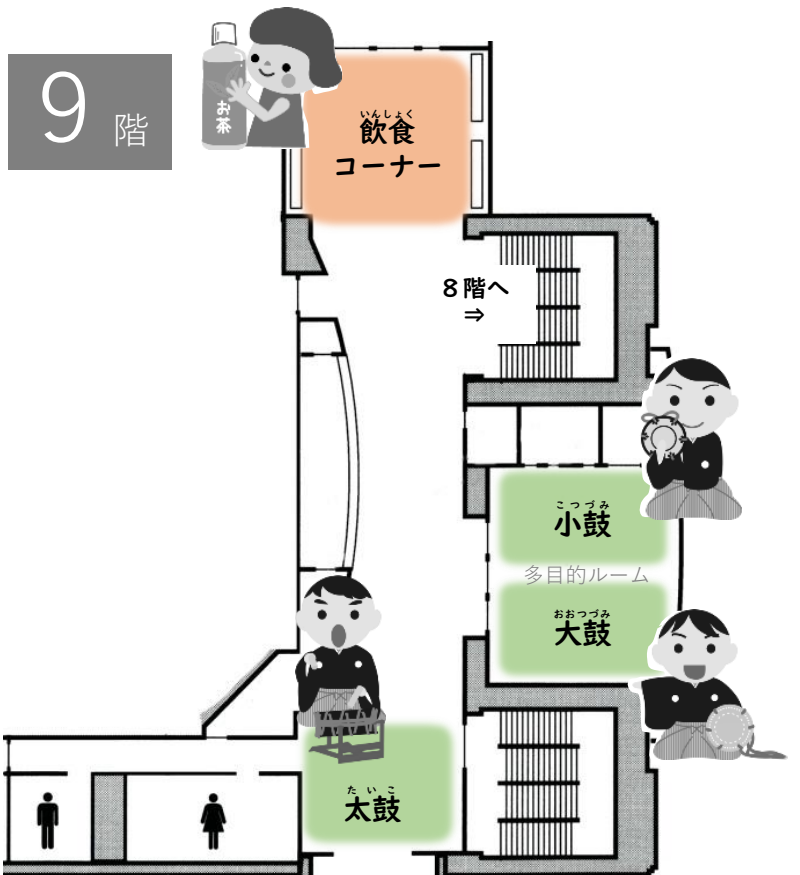 9 階
お茶
いんしょく
飲食
コーナー
８階へ
⇒
こつづみ
小鼓
多目的ルーム
おおつづみ
大鼓
たいこ
太鼓